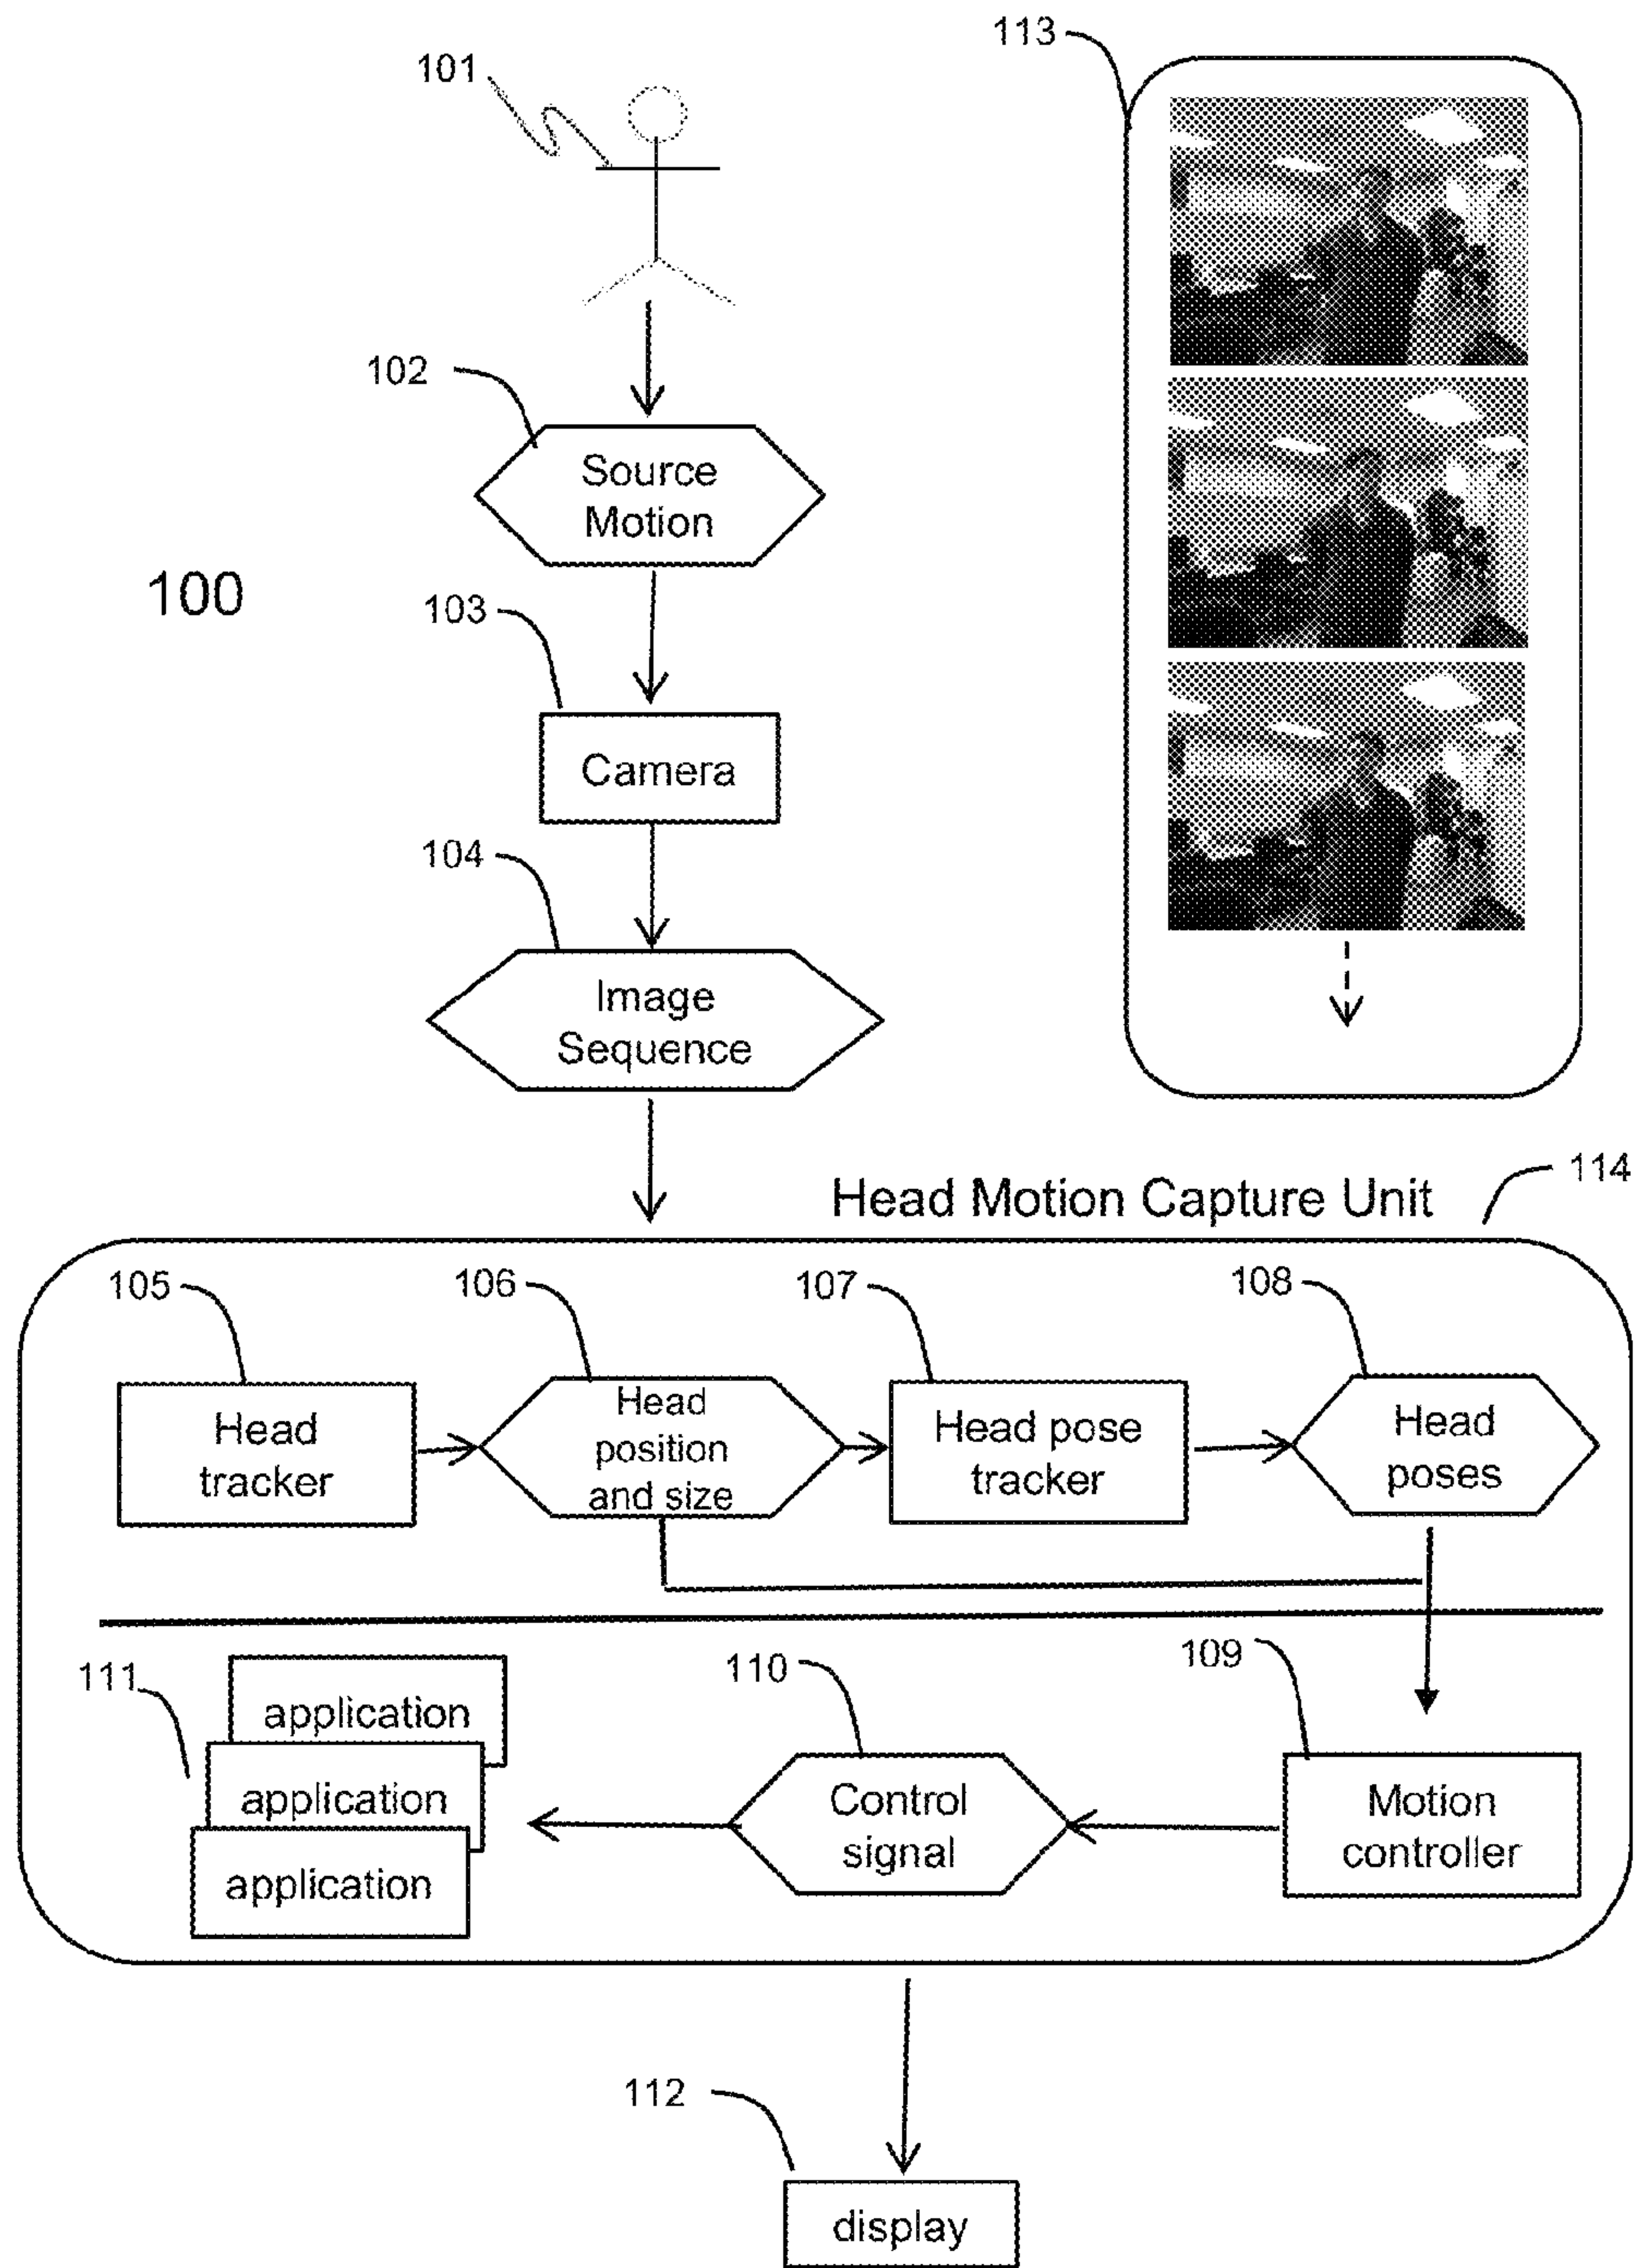 113
101
102
Source
Motion
100
103
Camera
104
Image
Sequence
Head Motion Capture Unit
114
105
106
107
108
Head
tracker
Head
position
and size
Head pose
tracker
Head
poses
111
110
109
application
application
application
Control
signal
Motion
controller
112
display